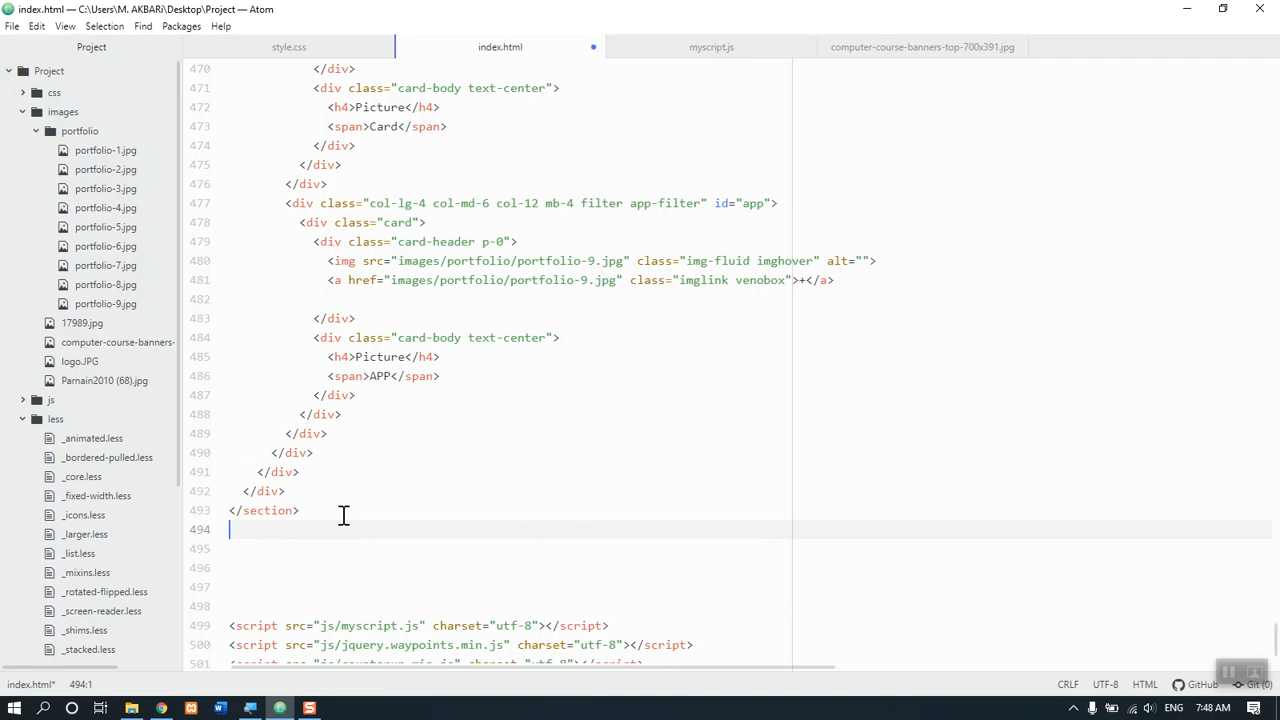 index.html — C:\Users\M. AKBARi\Desktop\Project — Atom
File Edit View Selection Find Packages Help
Project
style.css
index.html
myscript.js
computer-course-banners-top-700x391.jpg
Project
css
images
portfolio
portfolio-1.jpg
portfolio-2.jpg
portfolio-3.jpg
portfolio-4.jpg
portfolio-5.jpg
portfolio-6.jpg
portfolio-7.jpg
portfolio-8.jpg
portfolio-9.jpg
17989.jpg
computer-course-banners-
logo.JPG
Parnain2010 (68).jpg
js
less
_animated.less
_bordered-pulled.less
_core.less
_fixed-width.less
_icons.less
_larger.less
_list.less
_mixins.less
_rotated-flipped.less
_screen-reader.less
_shims.less
_stacked.less
470 </div>
471 <div class="card-body text-center">
472 <h4>Picture</h4>
473 <span>Card</span>
474 </div>
475 </div>
476 </div>
477 <div class="col-lg-4 col-md-6 col-12 mb-4 filter app-filter" id="app">
478 <div class="card">
479 <div class="card-header p-0">
480 <img src="images/portfolio/portfolio-9.jpg" class="img-fluid imghover" alt="">
481 <a href="images/portfolio/portfolio-9.jpg" class="imglink venobox">+</a>
482
483 </div>
484 <div class="card-body text-center">
485 <h4>Picture</h4>
486 <span>APP</span>
487 </div>
488 </div>
489 </div>
490 </div>
491 </div>
492 </div>
493 </section>
494
495
496
497
498
499 <script src="js/myscript.js" charset="utf-8"></script>
500 <script src="js/jquery.waypoints.min.js" charset="utf-8"></script>
501 <script src="js/counterup.min.js" charset="utf-8"></script>
index.html* 494:1
CRLF UTF-8 HTML GitHub Git (0)
ENG 7:48 AM